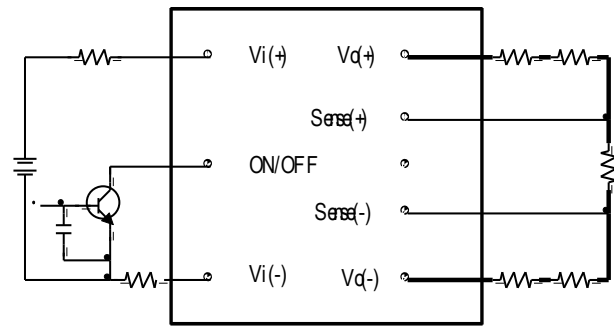 Vi(+) Vo(+)
Sense(+)
ON/OFF
Sense(-)
Vi(-) Vo(-)